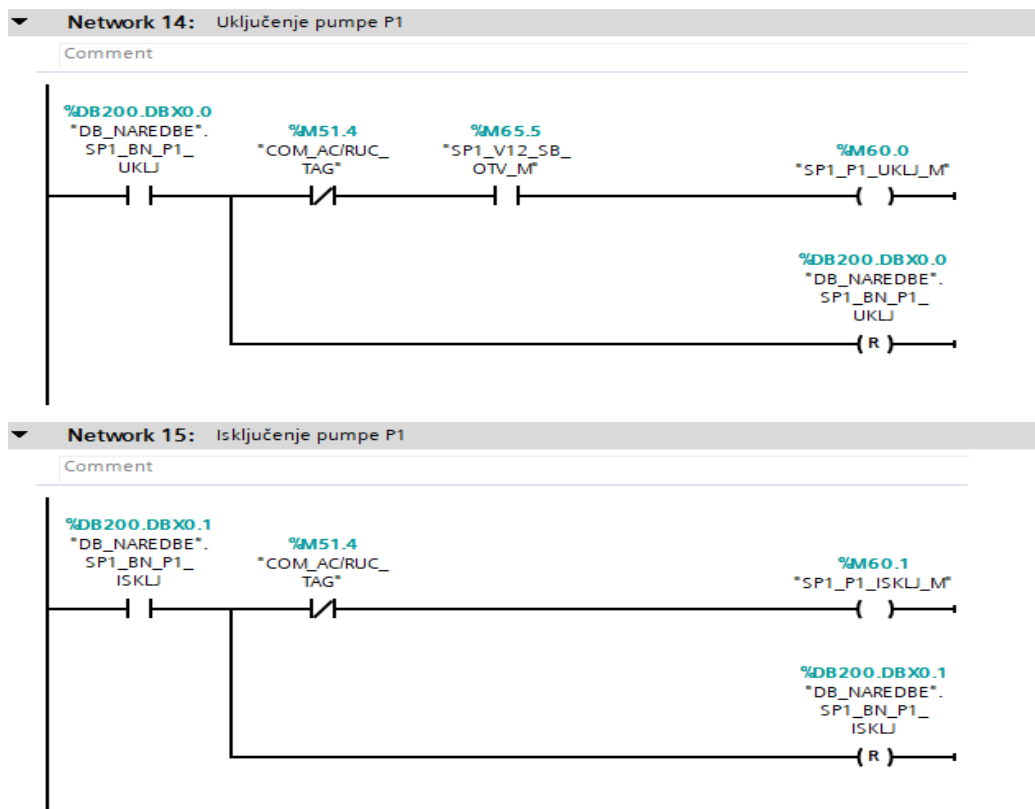 Network 14: Uključenje pumpe P1
Comment
%DB200.DBX0.0
"DB_NAREDBE".
SP1_BN_P1_
UKLJ
%M51.4
"COM_AC/RUC_
TAG"
%M65.5
"SP1_V12_SB_
OTV_M"
%M60.0
"SP1_P1_UKLJ_M"
%DB200.DBX0.0
"DB_NAREDBE".
SP1_BN_P1_
UKLJ
R
Network 15: Isključenje pumpe P1
Comment
%DB200.DBX0.1
"DB_NAREDBE".
SP1_BN_P1_
ISKLJ
%M51.4
"COM_AC/RUC_
TAG"
%M60.1
"SP1_P1_ISKLJ_M"
%DB200.DBX0.1
"DB_NAREDBE".
SP1_BN_P1_
ISKLJ
R